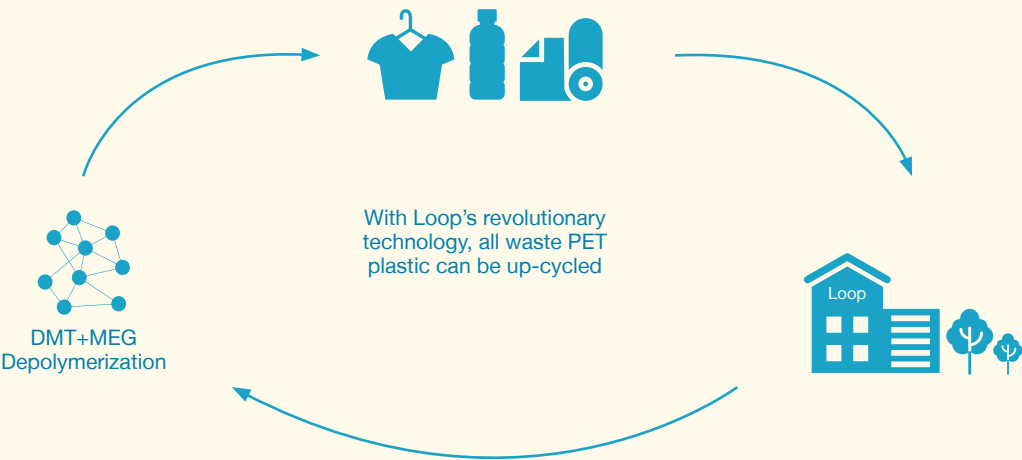 With Loop’s revolutionary
technology, all waste PET
plastic can be up-cycled
Loop
DMT+MEG
Depolymerization